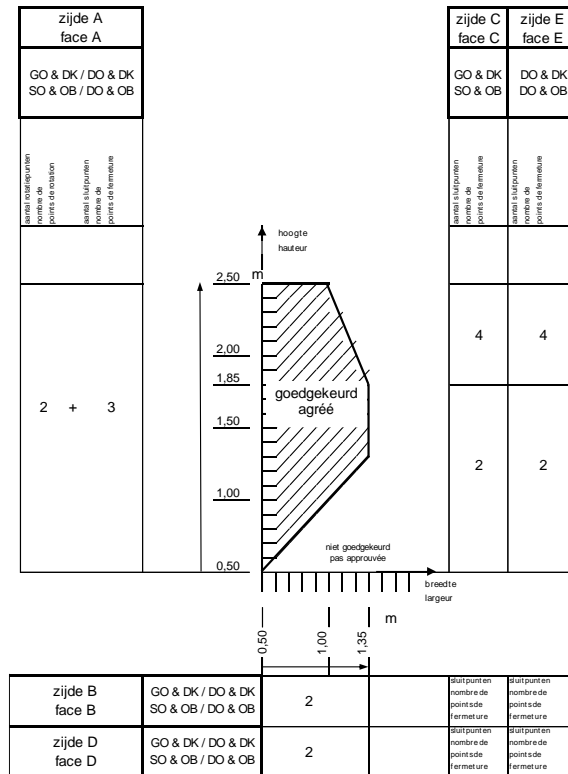 zijde A
face A
GO & DK / DO & DK
SO & OB / DO & OB
aantal rotatiepunten
nombre de
points de rotation
aantal sluitpunten
nombre de
points de fermeture
2 + 3
zijde C
face C
zijde E
face E
GO & DK
SO & OB
DO & DK
DO & OB
aantal sluitpunten
nombre de
points de fermeture
aantal sluitpunten
nombre de
points de fermeture
4
4
2
2
hoogte
hauteur
m
2,50
2,00
1,85
1,50
1,00
0,50
goedgekeurd
agréé
niet goedgekeurd
pas approuvée
breedte
largeur
m
0,50
1,00
1,35
zijde B
face B
GO & DK / DO & DK
SO & OB / DO & OB
2
sluitpunten
nombre de
points de
fermeture
sluitpunten
nombre de
points de
fermeture
zijde D
face D
GO & DK / DO & DK
SO & OB / DO & OB
2
sluitpunten
nombre de
points de
fermeture
sluitpunten
nombre de
points de
fermeture